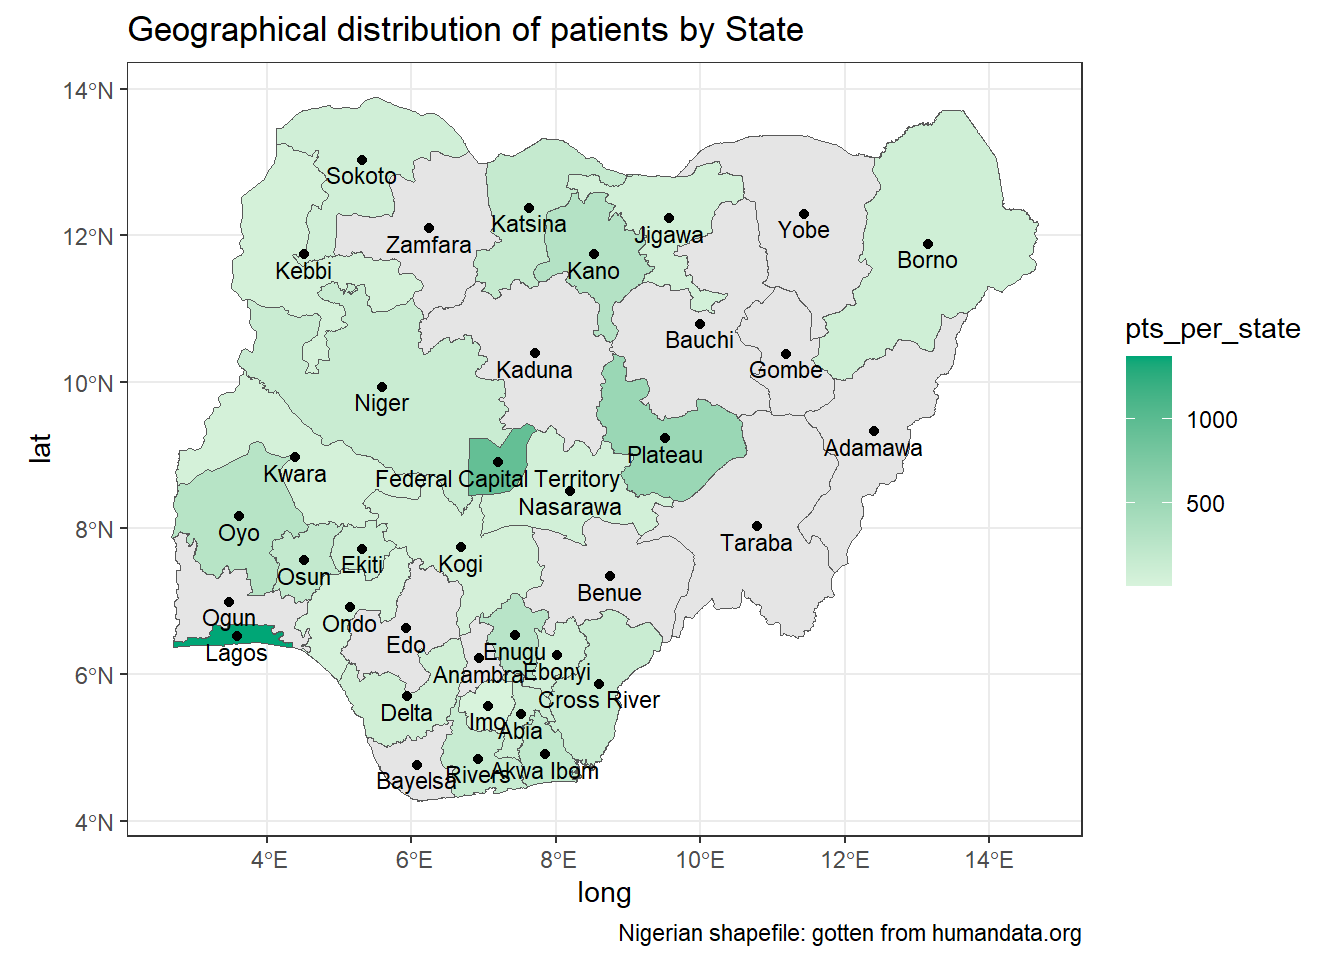 Geographical distribution of patients by State
14°N
12°N
10°N
8°N
6°N
4°N
lat
Sokoto
Katsina
Zamfara
Jigawa
Yobe
Kebbi
Kano
Borno
Bauchi
Kaduna
Gombe
Niger
Adamawa
Plateau
Kwara
Federal Capital Territory
Nasarawa
Oyo
Taraba
Ekiti
Kogi
Osun
Benue
Ogun
Ondo
Edo
Lagos
Enugu
Ebonyi
Anambra
Cross River
Delta
Imo
Abia
Akwa Ibom
Rivers
Bayelsa
4°E
6°E
8°E
10°E
12°E
14°E
long
pts_per_state
1000
500
Nigerian shapefile: gotten from humandata.org